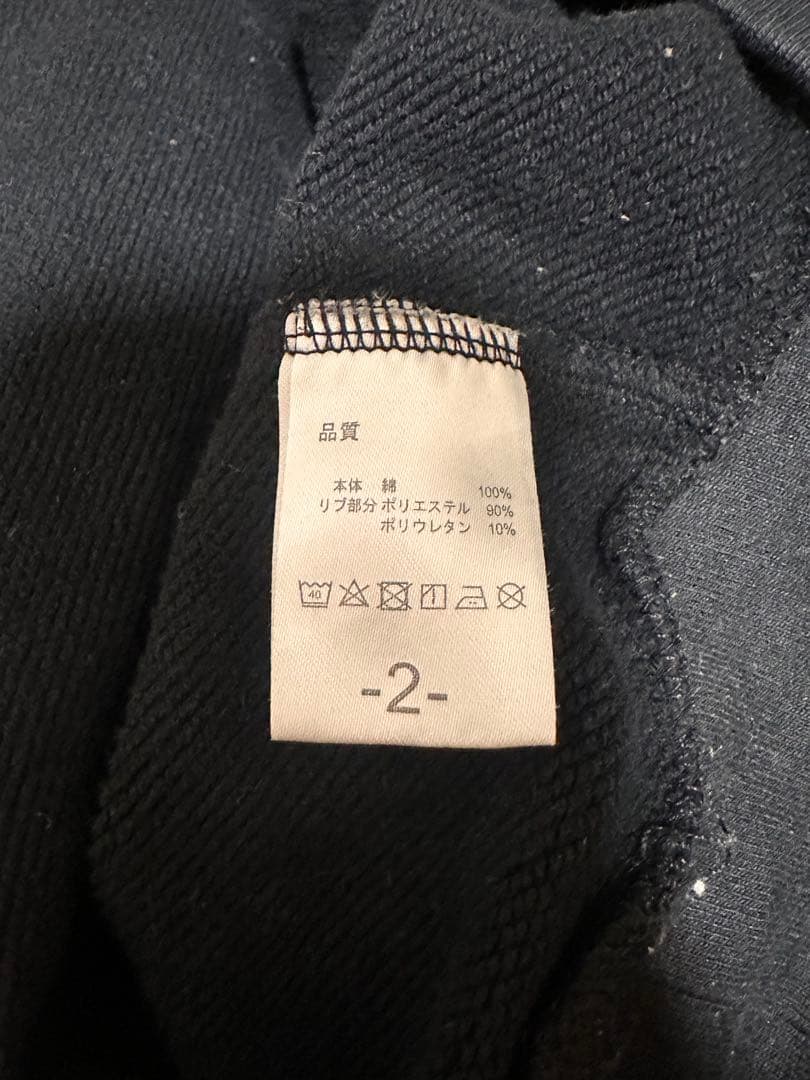 品質
本体 綿 100%
リブ部分 ポリエステル 90%
ポリウレタン 10%
40
-2-